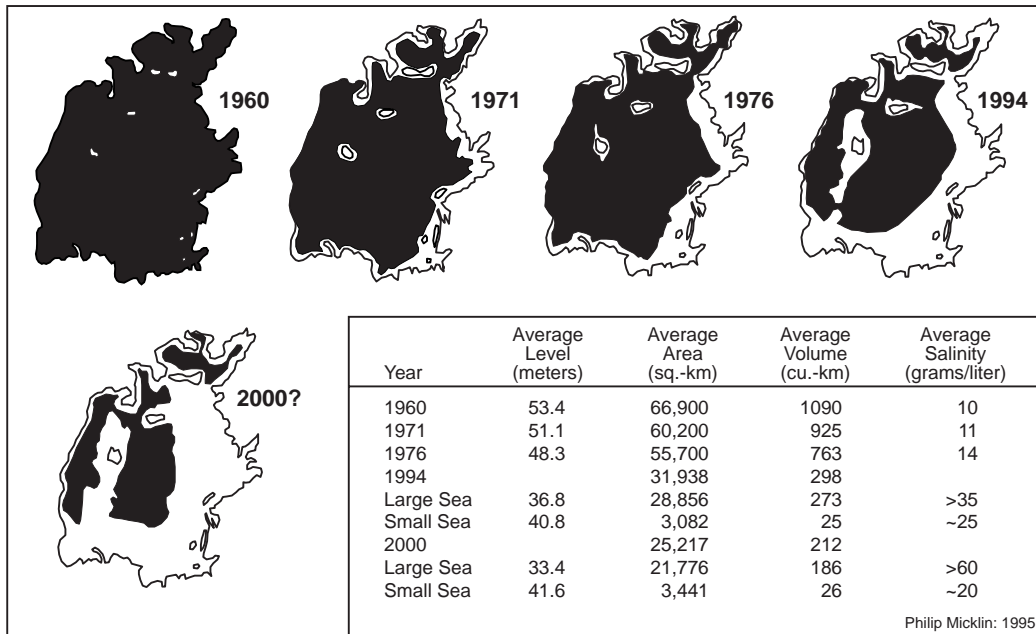 1960
1971
1976
1994
2000?
Year Average Level (meters) Average Area (sq.-km) Average Volume (cu.-km) Average Salinity (grams/liter)
1960 53.4 66,900 1090 10
1971 51.1 60,200 925 11
1976 48.3 55,700 763 14
1994 31,938 298
Large Sea 36.8 28,856 273 >35
Small Sea 40.8 3,082 25 ~25
2000 25,217 212
Large Sea 33.4 21,776 186 >60
Small Sea 41.6 3,441 26 ~20
Philip Micklin: 1995